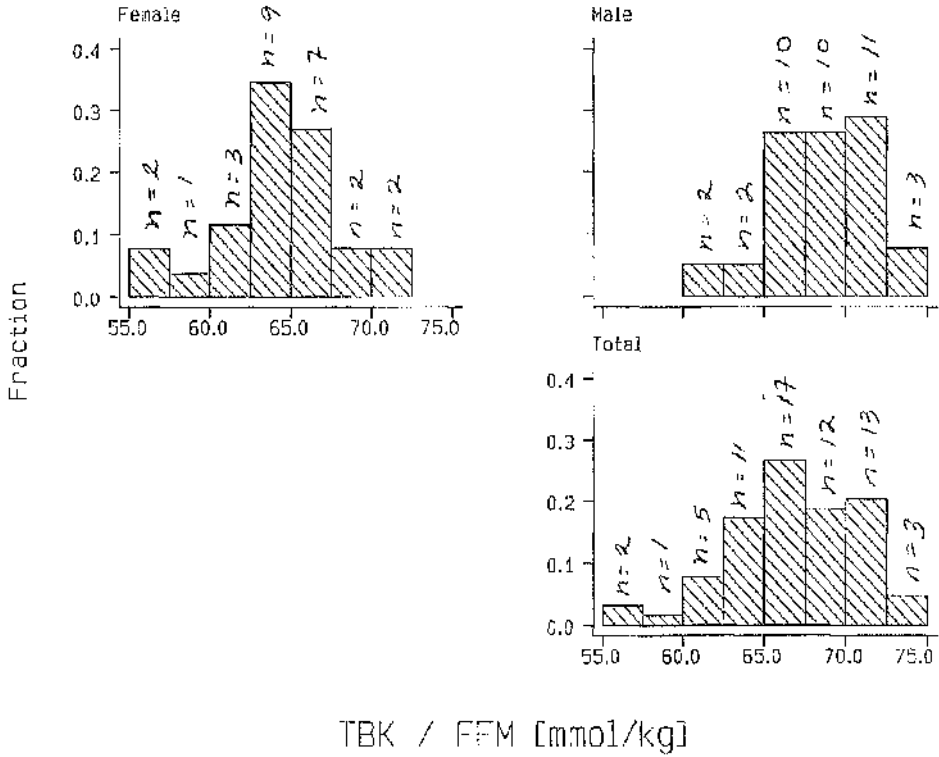 Female
0.4
0.3
0.2
0.1
0.0
n=2
n=1
n=3
n=9
n=7
n=2
n=2
55.0 60.0 65.0 70.0 75.0
Male
n=2
n=2
n=10
n=10
n=11
n=3
Total
0.4
0.3
0.2
0.1
0.0
n=2
n=1
n=5
n=11
n=17
n=12
n=13
n=3
55.0 60.0 65.0 70.0 75.0
Fraction
TBK / FFM [mmol/kg]